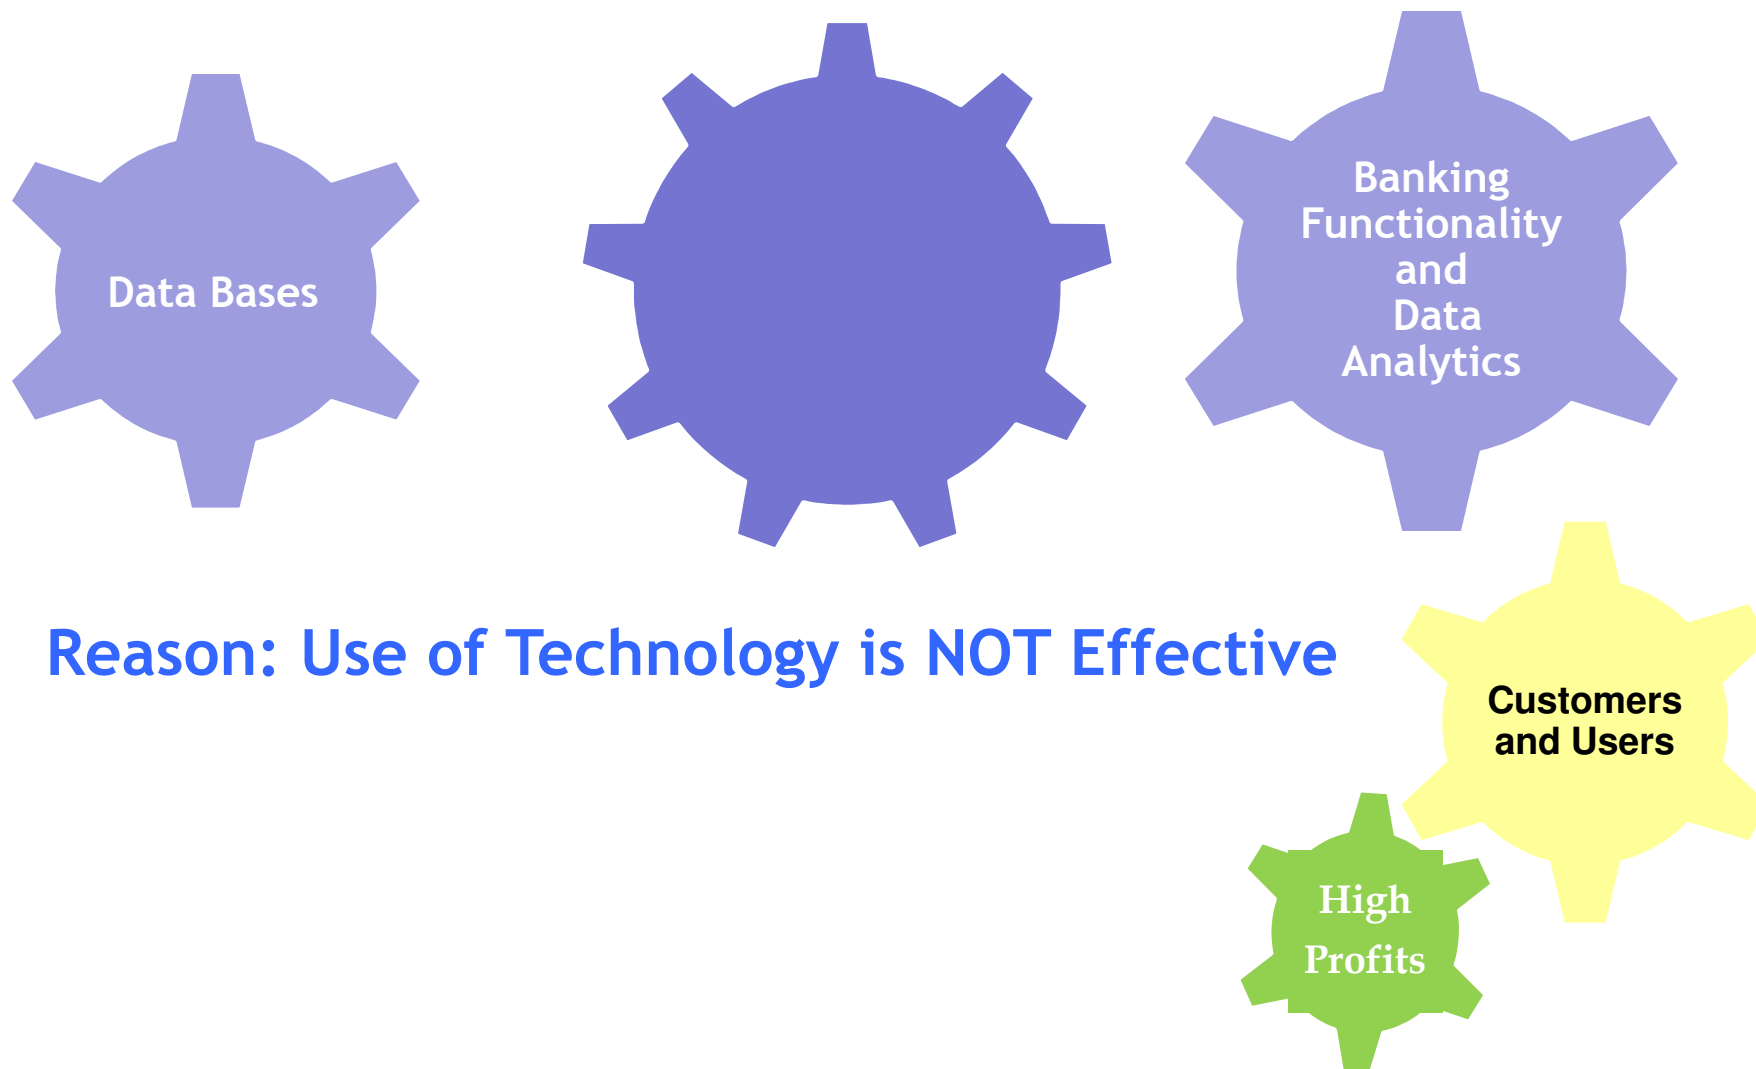 Data Bases
Banking
Functionality
and
Data
Analytics
Reason: Use of Technology is NOT Effective
Customers
and Users
High
Profits